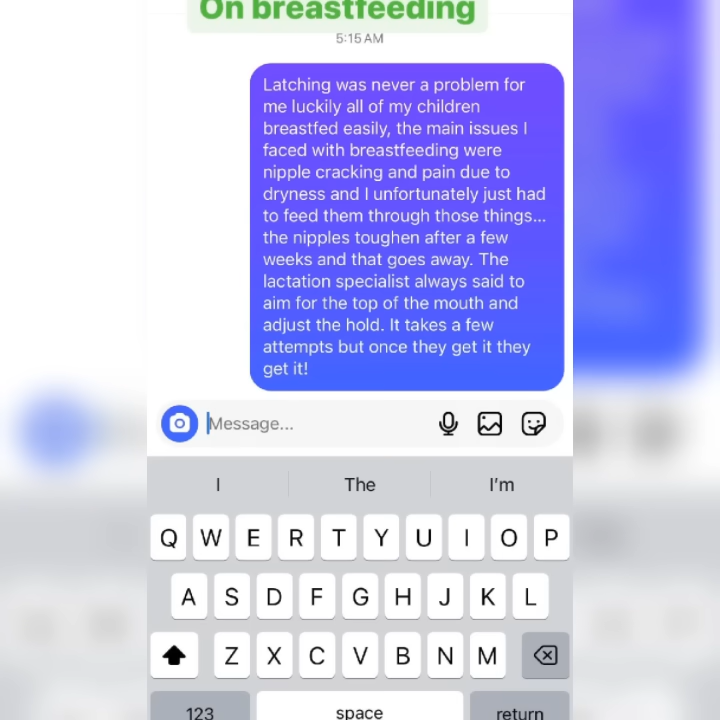 On breastfeeding
5:15 AM
Latching was never a problem for
me luckily all of my children
breastfed easily, the main issues I
faced with breastfeeding were
nipple cracking and pain due to
dryness and I unfortunately just had
to feed them through those things...
the nipples toughen after a few
weeks and that goes away. The
lactation specialist always said to
aim for the top of the mouth and
adjust the hold. It takes a few
attempts but once they get it they
get it!
Message...
I The I'm
Q W E R T Y U I O P
A S D F G H J K L
Z X C V B N M
123 space return